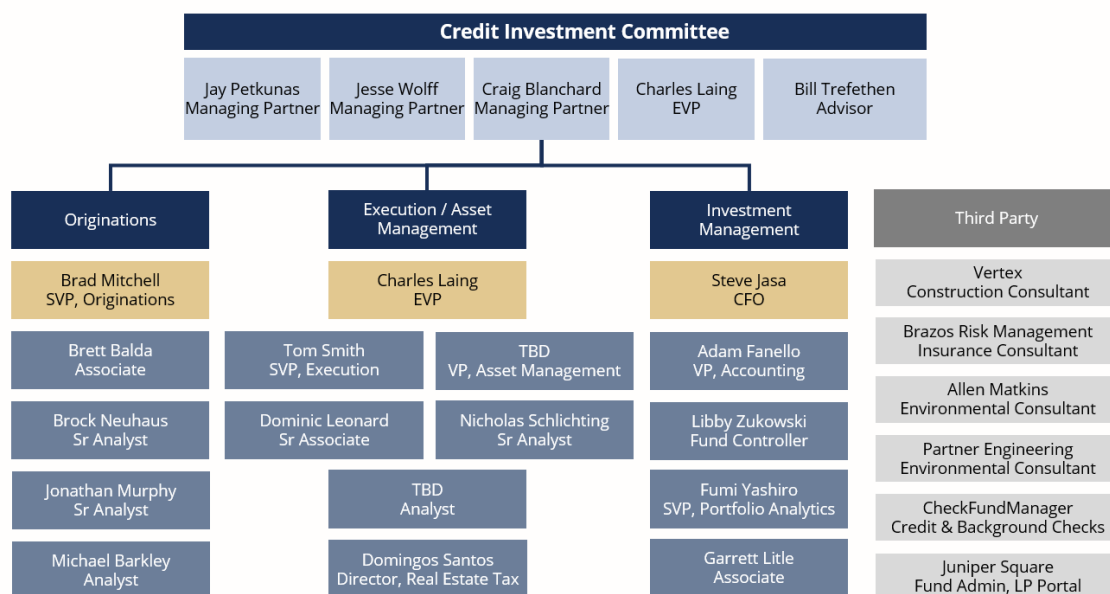 Credit Investment Committee
Jay Petkunas
Managing Partner
Jesse Wolff
Managing Partner
Craig Blanchard
Managing Partner
Charles Laing
EVP
Bill Trefethen
Advisor
Originations
Brad Mitchell
SVP, Originations
Brett Balda
Associate
Brock Neuhaus
Sr Analyst
Jonathan Murphy
Sr Analyst
Michael Barkley
Analyst
Execution / Asset
Management
Charles Laing
EVP
Tom Smith
SVP, Execution
TBD
VP, Asset Management
Dominic Leonard
Sr Associate
Nicholas Schlichting
Sr Analyst
TBD
Analyst
Domingos Santos
Director, Real Estate Tax
Investment
Management
Steve Jasa
CFO
Adam Fanello
VP, Accounting
Libby Zukowski
Fund Controller
Fumi Yashiro
SVP, Portfolio Analytics
Garrett Litle
Associate
Third Party
Vertex
Construction Consultant
Brazos Risk Management
Insurance Consultant
Allen Matkins
Environmental Consultant
Partner Engineering
Environmental Consultant
CheckFundManager
Credit & Background Checks
Juniper Square
Fund Admin, LP Portal